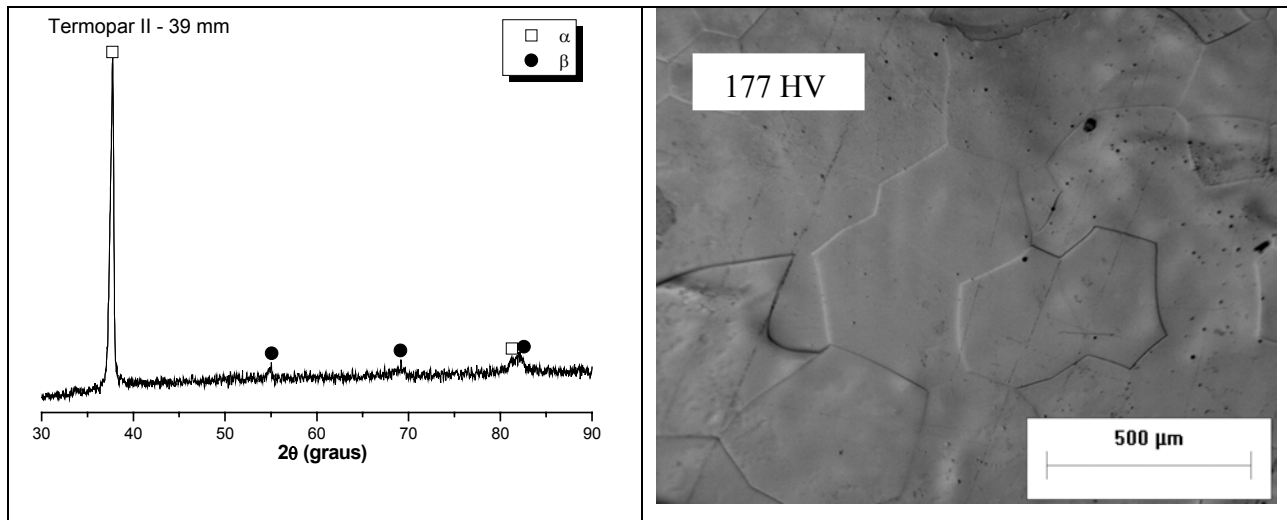 Termopar II - 39 mm
α
β
30
40
50
60
70
80
90
2θ (graus)
177 HV
500 µm